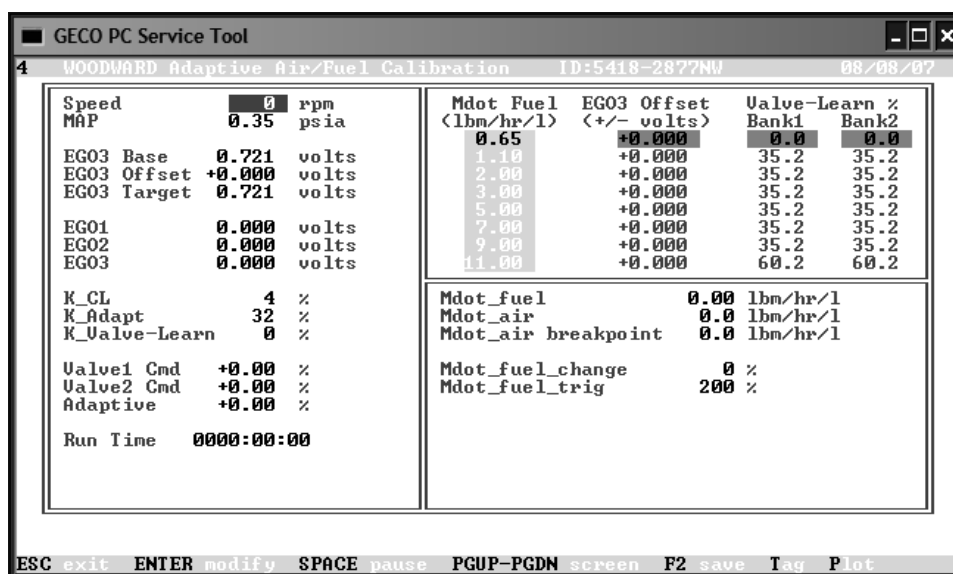 GECO PC Service Tool
4 WOODWARD Adaptive Air/Fuel Calibration ID:5418-2877NW 08/08/07
Speed 0 rpm
MAP 0.35 psia
EGO3 Base 0.721 volts
EGO3 Offset +0.000 volts
EGO3 Target 0.721 volts
EGO1 0.000 volts
EGO2 0.000 volts
EGO3 0.000 volts
K_CL 4 %
K_Adapt 32 %
K_Valve-Learn 0 %
Valve1 Cmd +0.00 %
Valve2 Cmd +0.00 %
Adaptive +0.00 %
Run Time 0000:00:00
Mdot Fuel EGO3 Offset Valve-Learn %
(lbm/hr/l) (+/- volts) Bank1 Bank2
0.65 +0.000 0.0 0.0
1.10 +0.000 35.2 35.2
2.00 +0.000 35.2 35.2
3.00 +0.000 35.2 35.2
5.00 +0.000 35.2 35.2
7.00 +0.000 35.2 35.2
9.00 +0.000 35.2 35.2
11.00 +0.000 60.2 60.2
Mdot_fuel 0.00 lbm/hr/l
Mdot_air 0.0 lbm/hr/l
Mdot_air breakpoint 0.0 lbm/hr/l
Mdot_fuel_change 0 %
Mdot_fuel_trig 200 %
ESC exit ENTER modify SPACE pause PGUP-PGDN screen F2 save Tag Plot